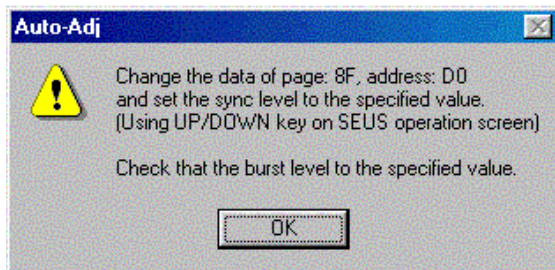 Auto-Adj
Change the data of page: 8F, address: D0
and set the sync level to the specified value.
(Using UP/DOWN key on SEUS operation screen)
Check that the burst level to the specified value.
OK